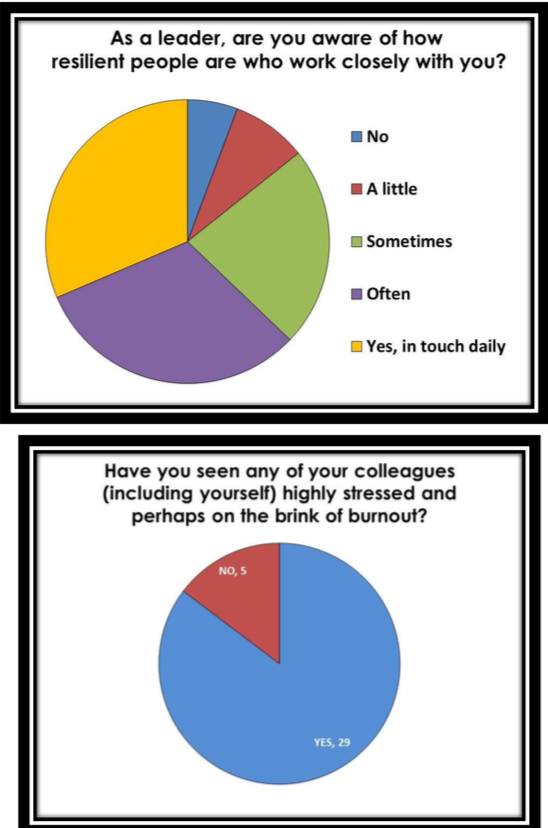 As a leader, are you aware of how
resilient people are who work closely with you?
No
A little
Sometimes
Often
Yes, in touch daily
Have you seen any of your colleagues
(including yourself) highly stressed and
perhaps on the brink of burnout?
NO, 5
YES, 29